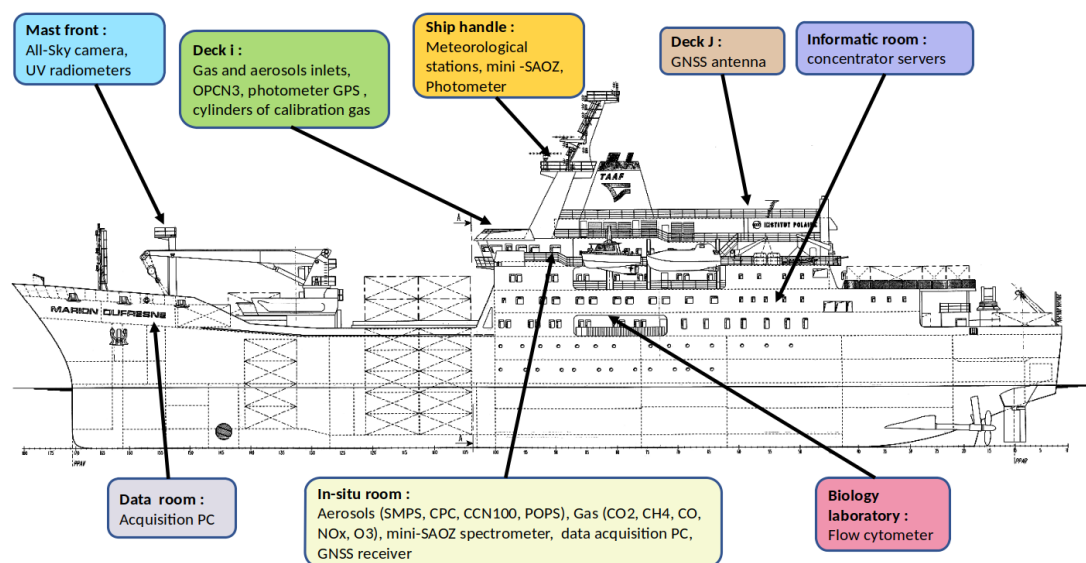 Mast front :
All-Sky camera,
UV radiometers
Deck i :
Gas and aerosols inlets,
OPCN3, photometer GPS ,
cylinders of calibration gas
Ship handle :
Meteorological
stations, mini -SAOZ,
Photometer
Deck J :
GNSS antenna
Informatic room :
concentrator servers
TAAF
A
INSTITUT POLAIRE
MARION DUFRESNE
A
PPAV
PPAR
Data room :
Acquisition PC
In-situ room :
Aerosols (SMPS, CPC, CCN100, POPS), Gas (CO2, CH4, CO,
NOx, O3), mini-SAOZ spectrometer, data acquisition PC,
GNSS receiver
Biology
laboratory :
Flow cytometer